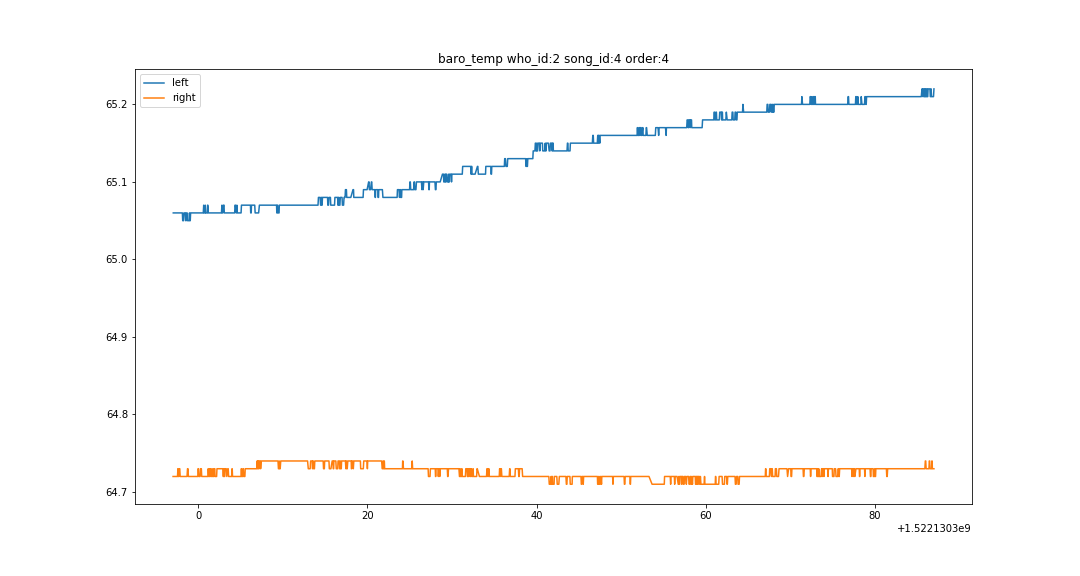 baro_temp who_id:2 song_id:4 order:4
left
right
65.2
65.1
65.0
64.9
64.8
64.7
0 20 40 60 80
+1.5221303e9